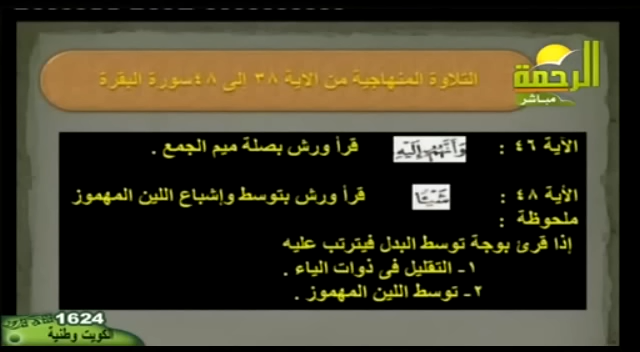 الرحمة
مباشر
التلاوة المنهاجية من الاية ٣٨ الى ٤٨ سورة البقرة
الآية ٤٦ : وَأَنَّهُمْ إِلَيْهِ قرأ ورش بصلة ميم الجمع .
الآية ٤٨ : شَيْئًا قرأ ورش بتوسط وإشباع اللين المهموز
ملحوظة :
إذا قرئ بوجة توسط البدل فيترتب عليه
١- التقليل فى ذوات الياء .
٢- توسط اللين المهموز .
1624
الكويت وطنية